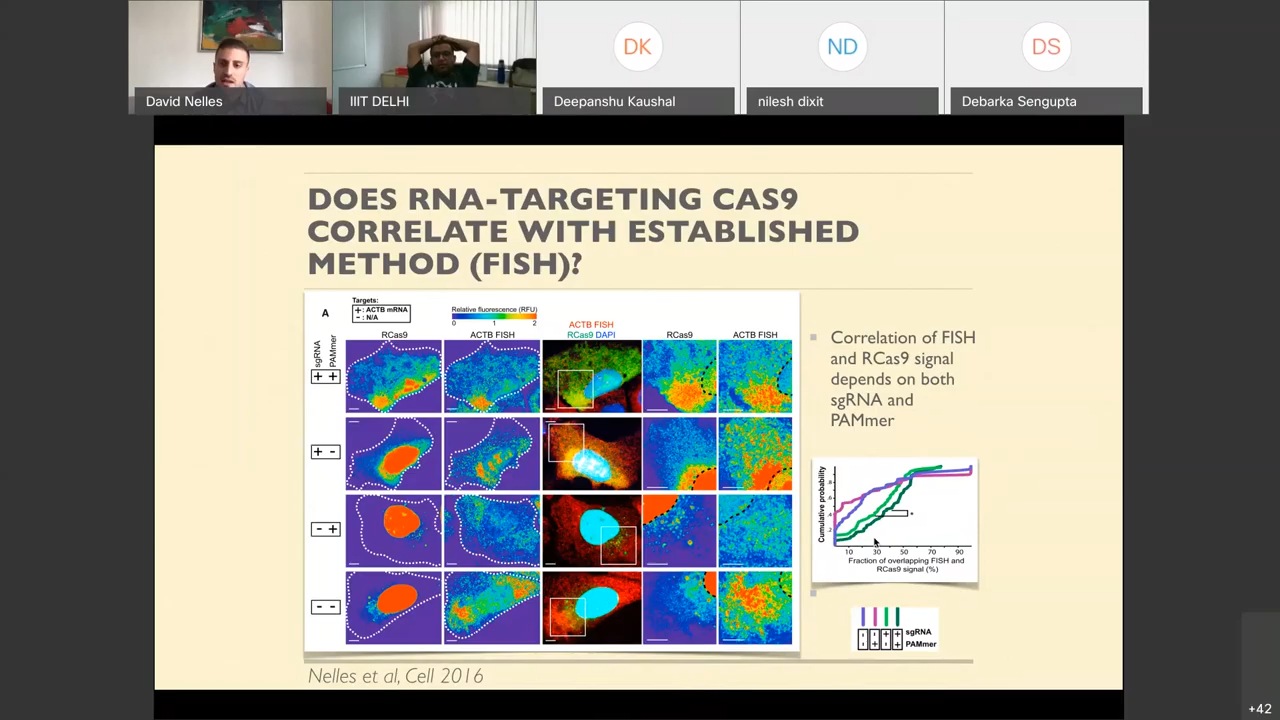 DK
ND
DS
David Nelles
IIIT DELHI
Deepanshu Kaushal
nilesh dixit
Debarka Sengupta
DOES RNA-TARGETING CAS9
CORRELATE WITH ESTABLISHED
METHOD (FISH)?
A
Targets:
+ : ACTB mRNA
- : N/A
Relative fluorescence (RFU)
0 1 2
sgRNA
PAMmer
RCas9
ACTB FISH
ACTB FISH
RCas9 DAPI
RCas9
ACTB FISH
+ +
+ -
- +
- -
Correlation of FISH
and RCas9 signal
depends on both
sgRNA and
PAMmer
Cumulative probability
.8
.6
.4
.2
*
10 30 50 70 90
Fraction of overlapping FISH and
RCas9 signal (%)
- - + + sgRNA
- + - + PAMmer
Nelles et al, Cell 2016
+42